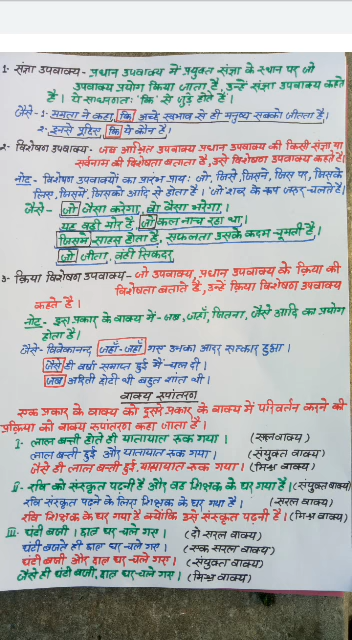 1- संज्ञा उपवाक्य - प्रधान उपवाक्य में प्रयुक्त संज्ञा के स्थान पर जो
उपवाक्य प्रयोग किया जाता है, उन्हें संज्ञा उपवाक्य कहते
हैं। ये साधारणतः 'कि' से जुड़े होते हैं।
जैसे - 1- ममता ने कहा, कि अच्छे स्वभाव से ही मनुष्य सबको जीतता है।
2- इनसे पूछिए, कि ये कौन हैं।
2- विशेषण उपवाक्य - जब आश्रित उपवाक्य प्रधान उपवाक्य की किसी संज्ञा या
सर्वनाम की विशेषता बताता है, उसे विशेषण उपवाक्य कहते हैं।
नोट - विशेषण उपवाक्यों का प्रारंभ प्रायः जो, जिसे, जिसने, जिस पर, जिसके
लिए, जिसमें, जिसको आदि से होता है। 'जो' शब्द के रूप जरूर चलते हैं।
जैसे - जो जैसा करेगा, वो वैसा भरेगा।
यह वही मोर है, जो कल नाच रहा था।
जिसमें साहस होता है, सफलता उसके कदम चूमती है।
जो जीता, वही सिकंदर
3- क्रिया विशेषण उपवाक्य - जो उपवाक्य, प्रधान उपवाक्य के क्रिया की
विशेषता बताते हैं, उन्हें क्रिया विशेषण उपवाक्य
कहते हैं।
नोट - इस प्रकार के वाक्य में - जब, जहाँ, जितना, जैसे आदि का प्रयोग
होता है।
जैसे - विवेकानन्द जहाँ-जहाँ गए उनका आदर सत्कार हुआ।
जैसे ही वर्षा समाप्त हुई मैं चल दी।
जब अदिती छोटी थी बहुत शांत थी।
वाक्य रूपांतरण
एक प्रकार के वाक्य को दूसरे प्रकार के वाक्य में परिवर्तन करने की
प्रक्रिया को वाक्य रूपांतरण कहा जाता है।
I- लाल बत्ती होते ही यातायात रूक गया। (सरल वाक्य)
लाल बत्ती हुई और यातायात रूक गया। (संयुक्त वाक्य)
जैसे ही लाल बत्ती हुई, यातायात रूक गया। (मिश्र वाक्य)
II- रवि को संस्कृत पढ़नी है और वह शिक्षक के घर गया है। (संयुक्त वाक्य)
रवि संस्कृत पढ़ने के लिए शिक्षक के घर गया है। (सरल वाक्य)
रवि शिक्षक के घर गया है क्योंकि उसे संस्कृत पढ़नी है। (मिश्र वाक्य)
III- घंटी बजी। छात्र घर चले गए। (दो सरल वाक्य)
घंटी बजते ही छात्र घर चले गए। (एक सरल वाक्य)
घंटी बजी और छात्र घर चले गए। (संयुक्त वाक्य)
जैसे ही घंटी बजी, छात्र घर चले गए। (मिश्र वाक्य)